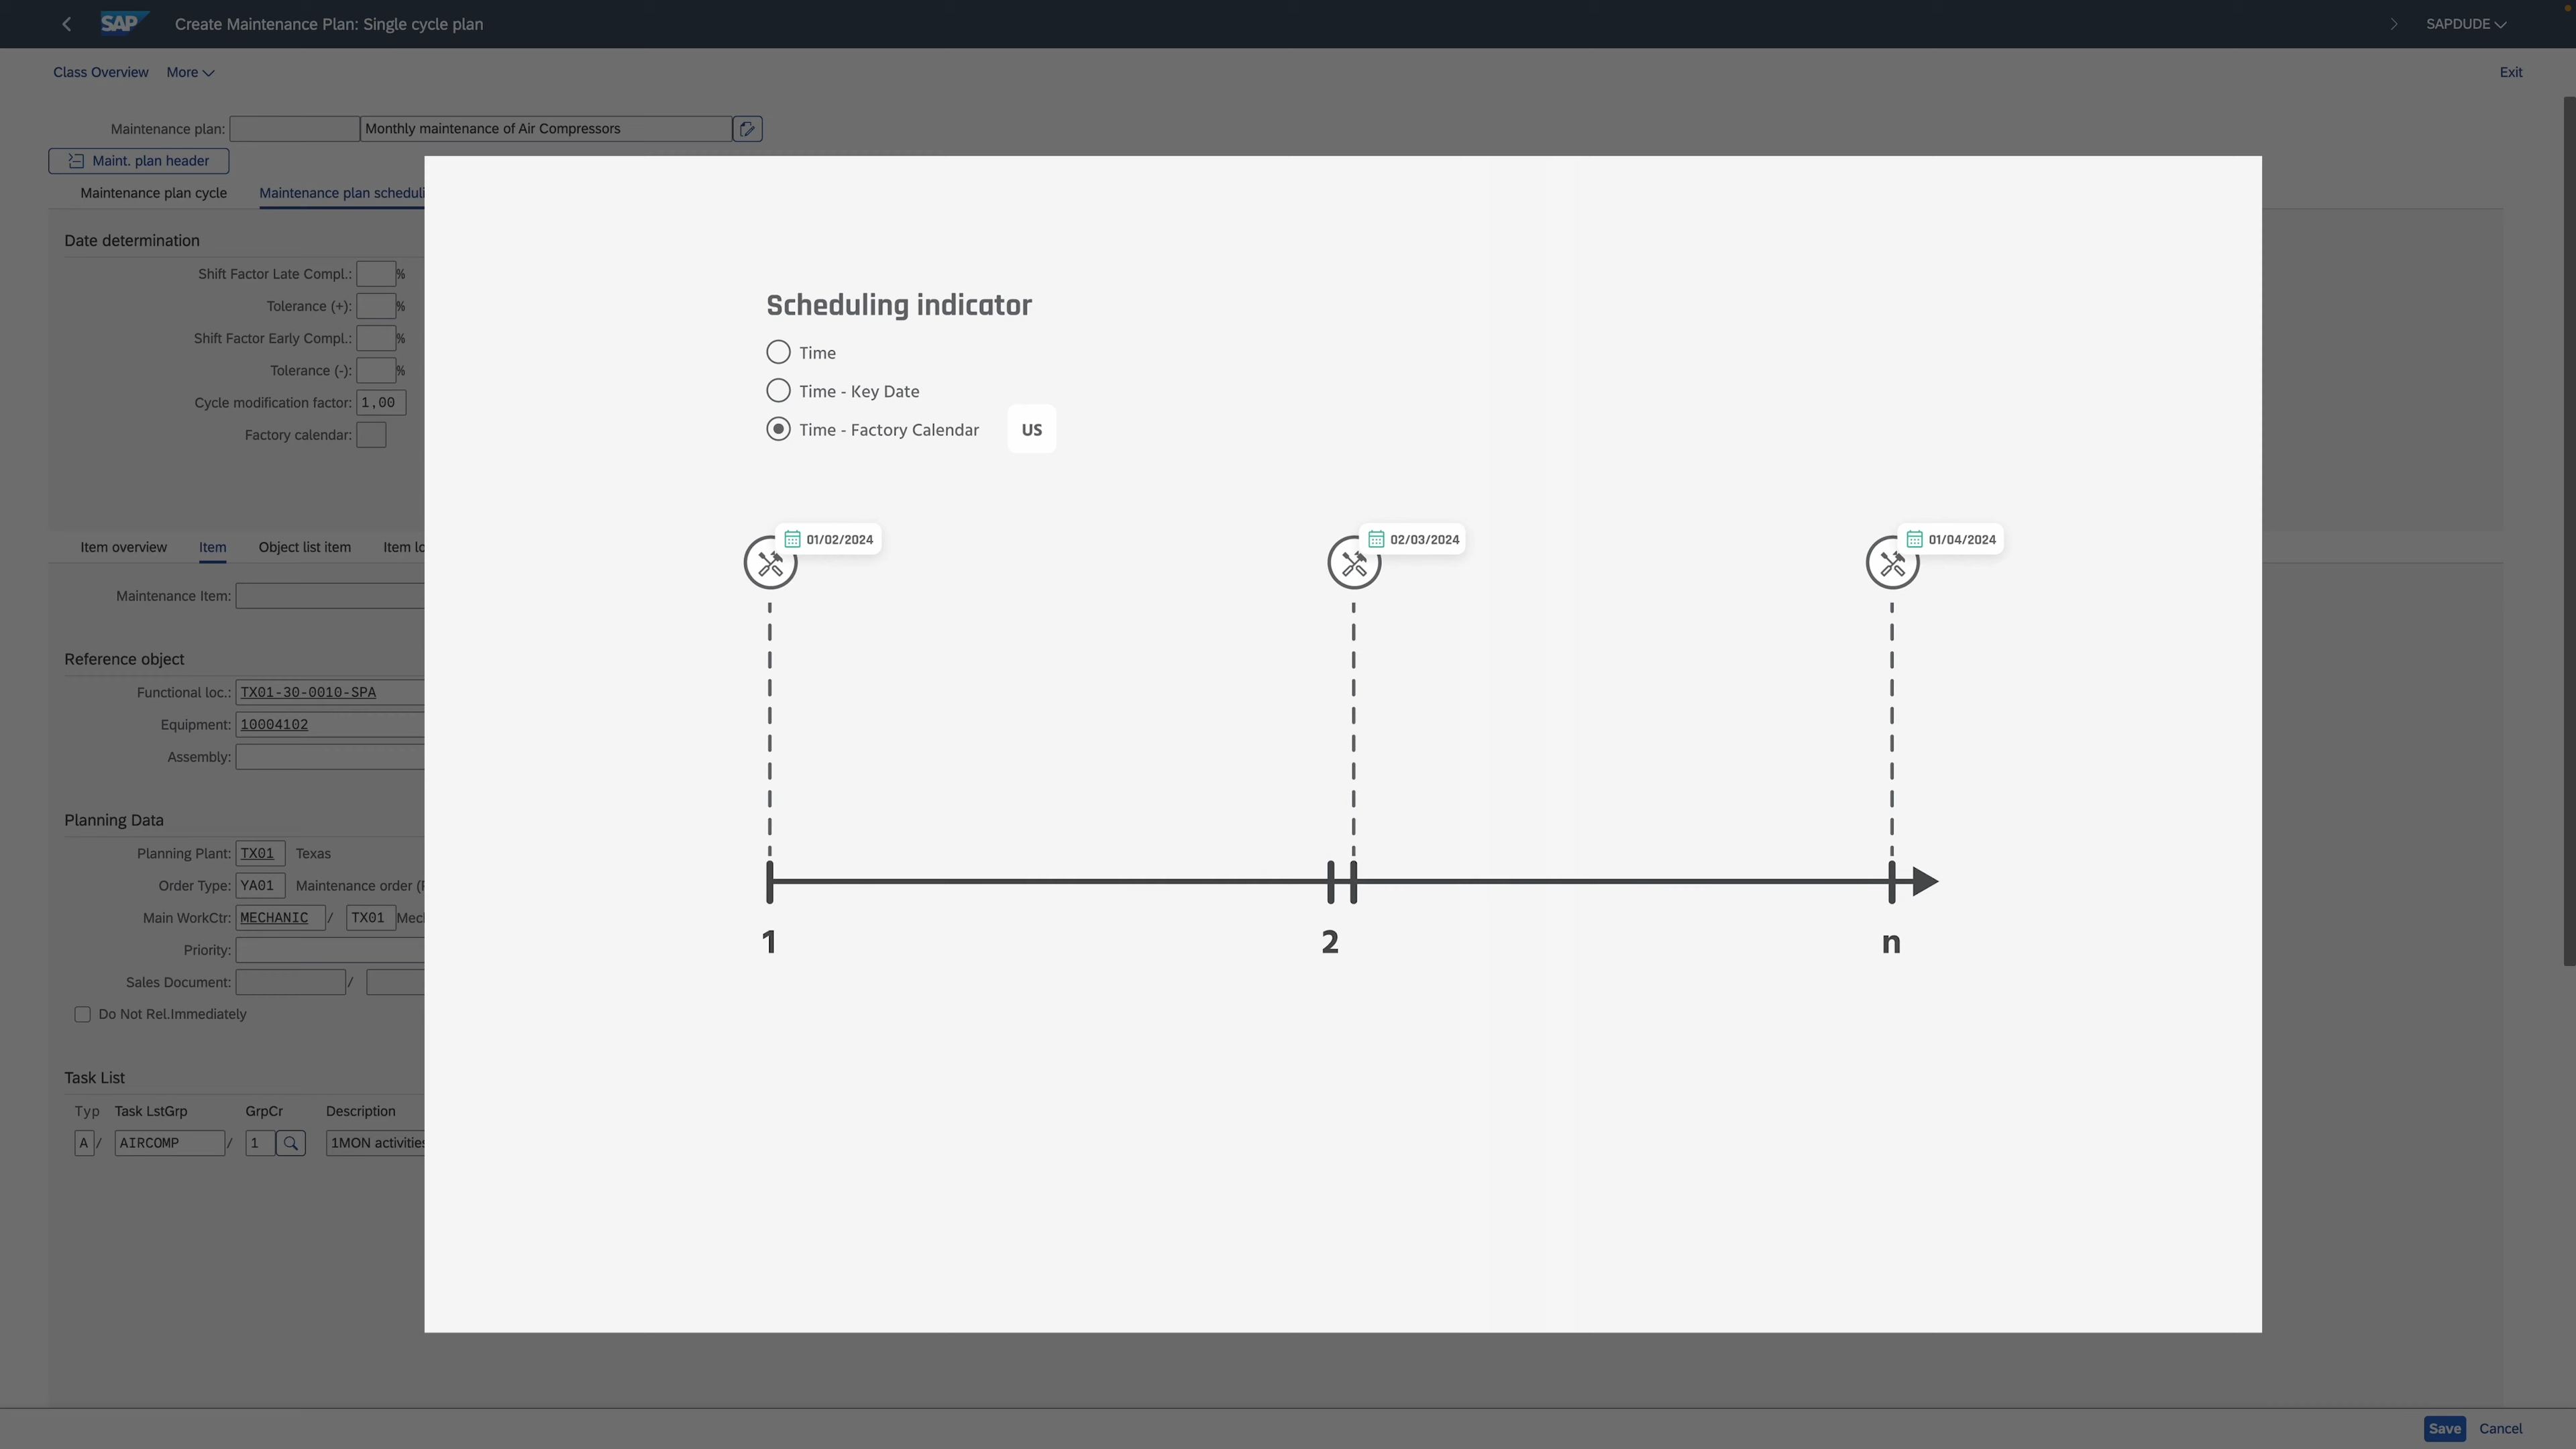 SAP
Create Maintenance Plan: Single cycle plan
SAPDUDE
Class Overview
More
Exit
Maintenance plan:
Monthly maintenance of Air Compressors
Maint. plan header
Maintenance plan cycle
Maintenance plan scheduli
Date determination
Shift Factor Late Compl.:
%
Tolerance (+):
%
Shift Factor Early Compl.:
%
Tolerance (-):
%
Cycle modification factor: 1,00
Factory calendar:
Scheduling indicator
Time
Time - Key Date
Time - Factory Calendar
US
01/02/2024
02/03/2024
01/04/2024
1
2
n
Item overview
Item
Object list item
Item lo
Maintenance Item:
Reference object
Functional loc.: TX01-30-0010-SPA
Equipment: 10004102
Assembly:
Planning Data
Planning Plant: TX01 Texas
Order Type: YA01 Maintenance order (
Main WorkCtr: MECHANIC / TX01 Mec
Priority:
Sales Document: /
Do Not Rel.Immediately
Task List
Typ Task LstGrp GrpCr Description
A / AIRCOMP / 1 1MON activities
Save
Cancel